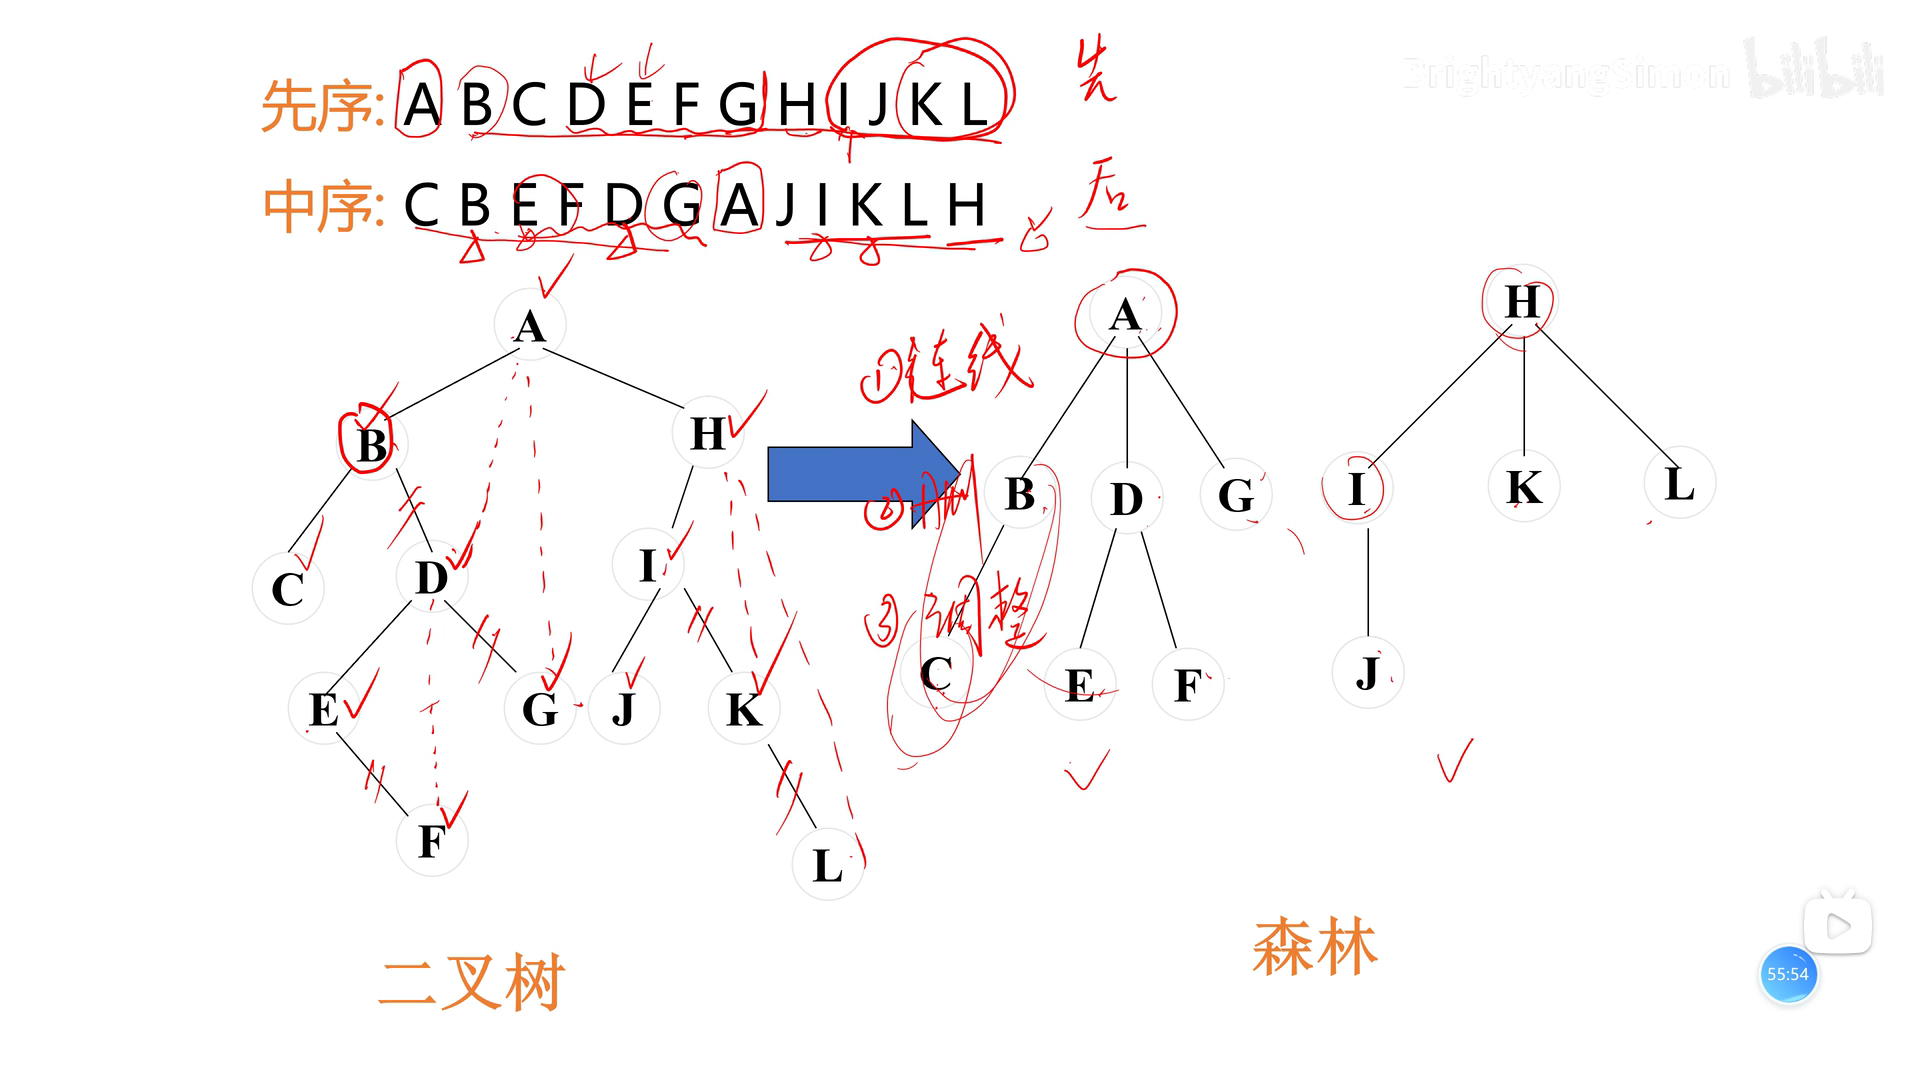 先序: A B C D E F G H I J K L
先
BrightyangSimon bilibili
中序: C B E F D G A J I K L H
后
A
A
H
①连线
B
H
B
D
G
I
K
L
②删
C
D
I
③调整
C
E
F
J
E
G
J
K
F
L
二叉树
森林
55:54